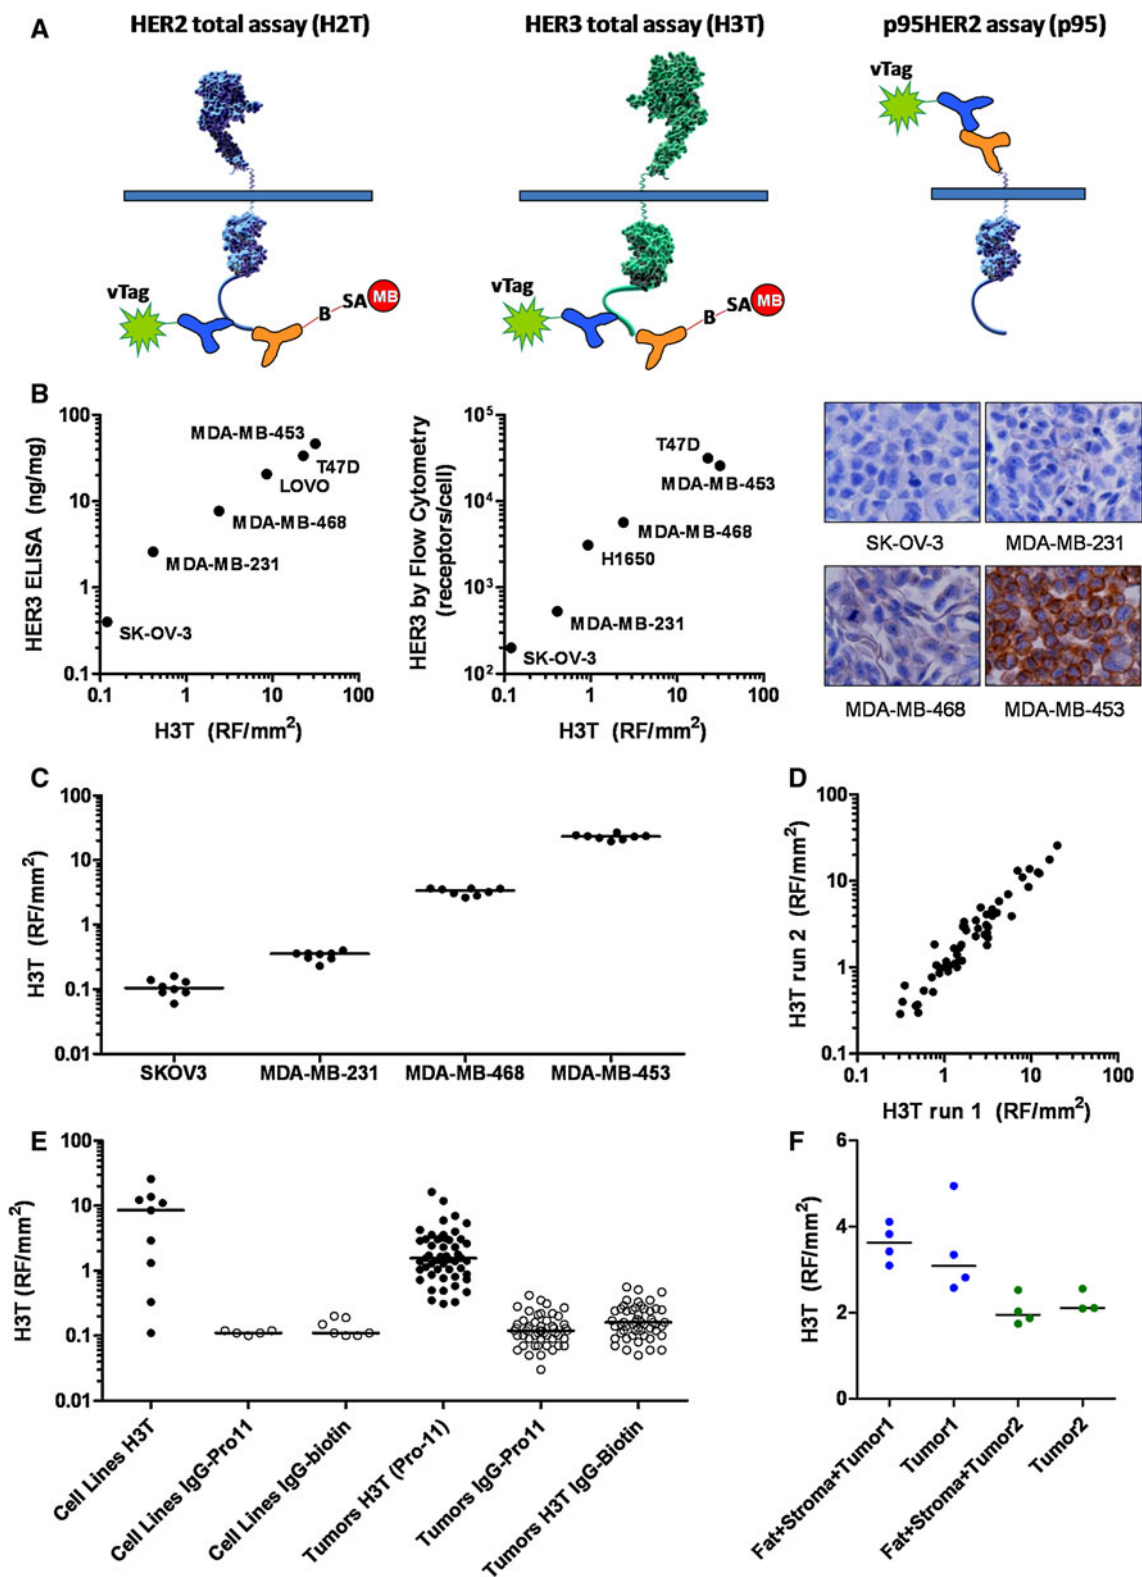 A
HER2 total assay (H2T)
HER3 total assay (H3T)
p95HER2 assay (p95)
vTag
vTag
B
SA
MB
vTag
B
SA
MB
B
HER3 ELISA (ng/mg)
100
10
1
0.1
0.1
1
10
100
H3T (RF/mm²)
MDA-MB-453
T47D
LOVO
MDA-MB-468
MDA-MB-231
SK-OV-3
HER3 by Flow Cytometry
(receptors/cell)
10⁵
10⁴
10³
10²
0.1
1
10
100
H3T (RF/mm²)
T47D
MDA-MB-453
MDA-MB-468
H1650
MDA-MB-231
SK-OV-3
SK-OV-3
MDA-MB-231
MDA-MB-468
MDA-MB-453
C
H3T (RF/mm²)
100
10
1
0.1
0.01
SKOV3
MDA-MB-231
MDA-MB-468
MDA-MB-453
D
H3T run 2 (RF/mm²)
100
10
1
0.1
0.1
1
10
100
H3T run 1 (RF/mm²)
E
H3T (RF/mm²)
100
10
1
0.1
0.01
Cell Lines H3T
Cell Lines IgG-Pro11
Cell Lines IgG-biotin
Tumors H3T (Pro-11)
Tumors IgG-Pro11
Tumors H3T IgG-Biotin
F
H3T (RF/mm²)
6
4
2
0
Fat+Stroma+Tumor1
Tumor1
Fat+Stroma+Tumor2
Tumor2